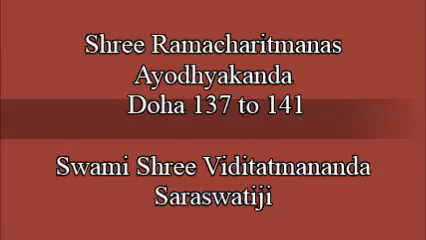 Shree Ramacharitmanas
Ayodhyakanda
Doha 137 to 141
Swami Shree Viditatmananda
Saraswatiji